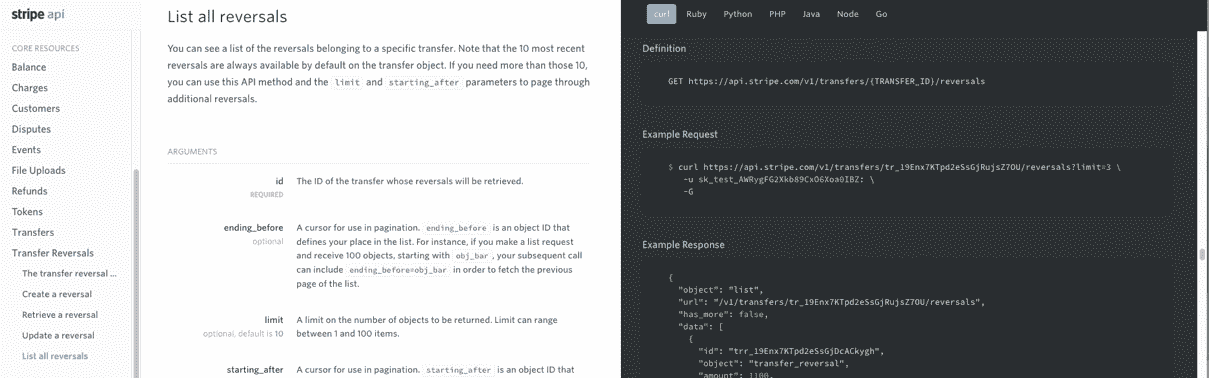 stripe api
CORE RESOURCES
Balance
Charges
Customers
Disputes
Events
File Uploads
Refunds
Tokens
Transfers
Transfer Reversals
The transfer reversal ...
Create a reversal
Retrieve a reversal
Update a reversal
List all reversals
List all reversals
You can see a list of the reversals belonging to a specific transfer. Note that the 10 most recent
reversals are always available by default on the transfer object. If you need more than those 10,
you can use this API method and the limit and starting_after parameters to page through
additional reversals.
ARGUMENTS
id
REQUIRED
The ID of the transfer whose reversals will be retrieved.
ending_before
optional
A cursor for use in pagination. ending_before is an object ID that
defines your place in the list. For instance, if you make a list request
and receive 100 objects, starting with obj_bar , your subsequent call
can include ending_before=obj_bar in order to fetch the previous
page of the list.
limit
optional, default is 10
A limit on the number of objects to be returned. Limit can range
between 1 and 100 items.
starting_after
A cursor for use in pagination. starting_after is an object ID that
curl Ruby Python PHP Java Node Go
Definition
GET https://api.stripe.com/v1/transfers/{TRANSFER_ID}/reversals
Example Request
$ curl https://api.stripe.com/v1/transfers/tr_19Enx7KTpd2eSsGjRujsZ7OU/reversals?limit=3 \
-u sk_test_AWRygFG2Xkb89CxO6Xoa0IBZ: \
-G
Example Response
{
"object": "list",
"url": "/v1/transfers/tr_19Enx7KTpd2eSsGjRujsZ7OU/reversals",
"has_more": false,
"data": [
{
"id": "trr_19Enx7KTpd2eSsGjDcACkygh",
"object": "transfer_reversal",
"amount": 1100,